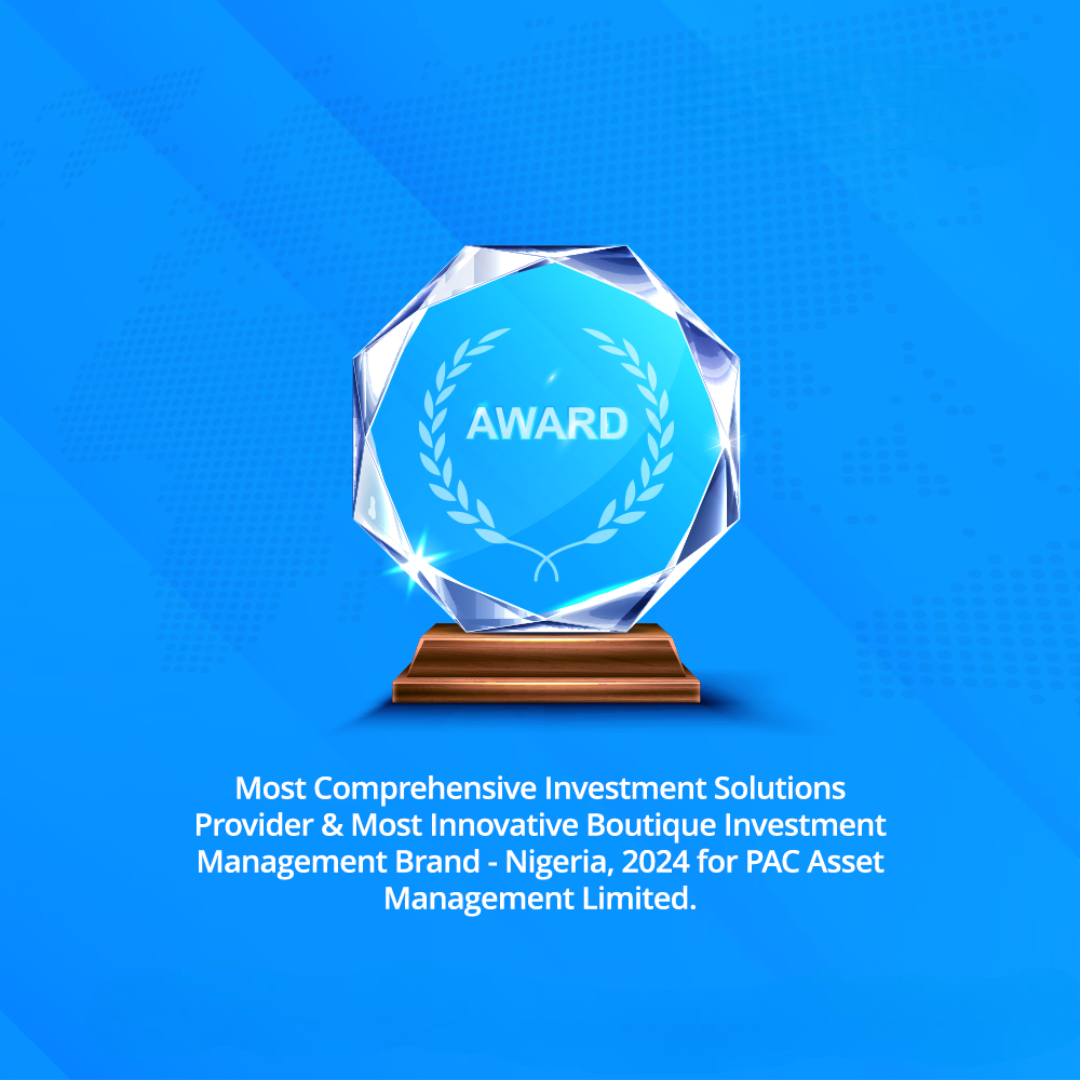 AWARD
Most Comprehensive Investment Solutions
Provider & Most Innovative Boutique Investment
Management Brand - Nigeria, 2024 for PAC Asset
Management Limited.